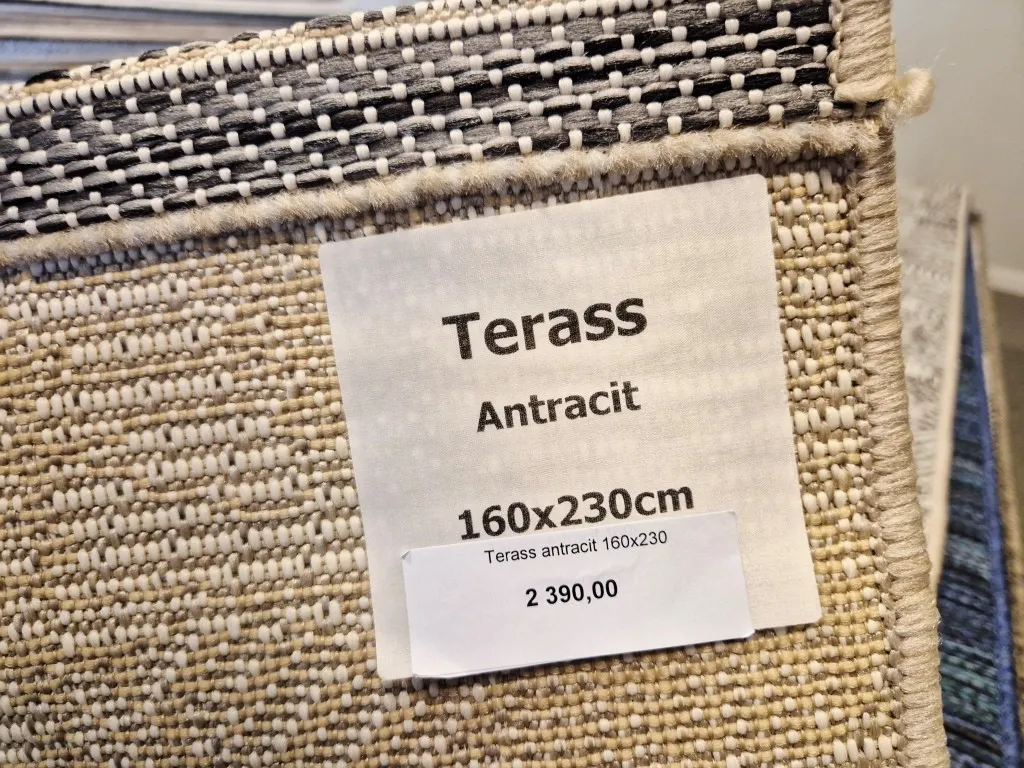 Terass
Antracit
160x230cm
Terass antracit 160x230
2 390,00